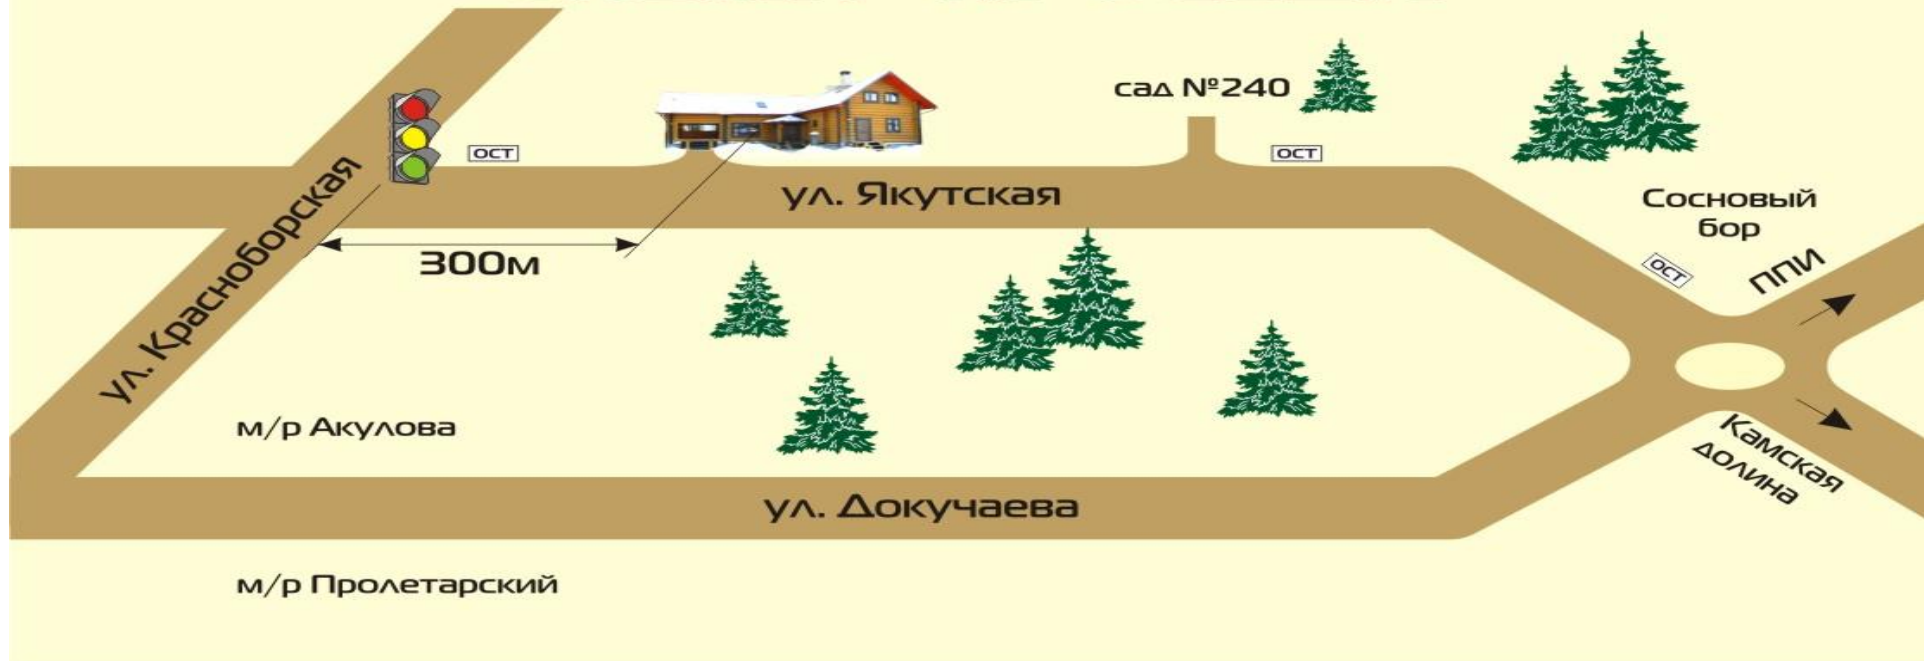 сад №240
ОСТ
ОСТ
ул. Якутская
Сосновый
бор
ул. Красноборская
300м
ОСТ
ППИ
м/р Акулова
Камская
долина
ул. Докучаева
м/р Пролетарский